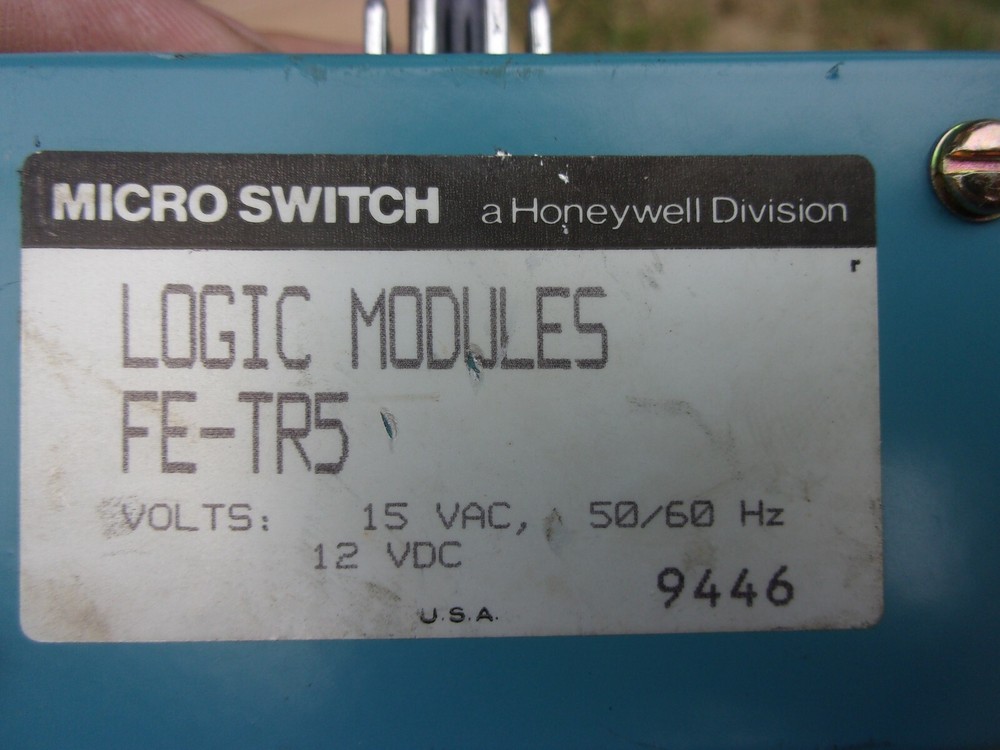 MICRO SWITCH a Honeywell Division
LOGIC MODULES
FE-TR5
VOLTS: 15 VAC, 50/60 Hz
12 VDC
9446
U.S.A.